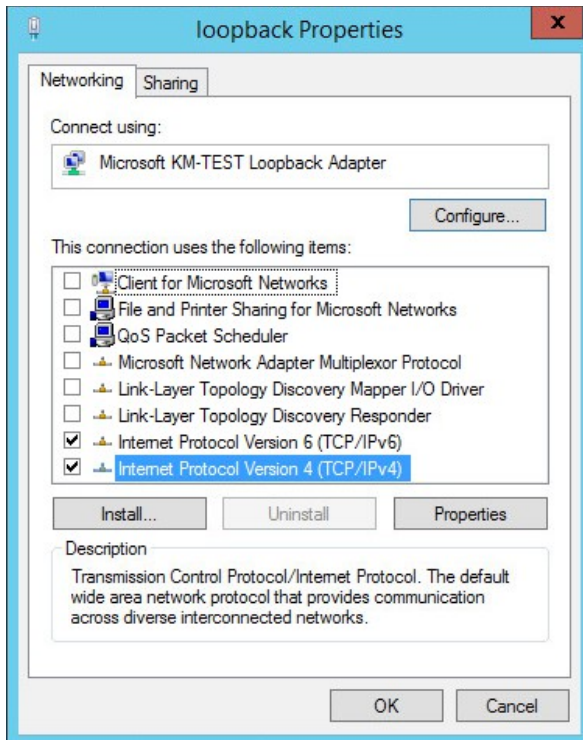 loopback Properties
x
Networking
Sharing
Connect using:
Microsoft KM-TEST Loopback Adapter
Configure...
This connection uses the following items:
Client for Microsoft Networks
File and Printer Sharing for Microsoft Networks
QoS Packet Scheduler
Microsoft Network Adapter Multiplexor Protocol
Link-Layer Topology Discovery Mapper I/O Driver
Link-Layer Topology Discovery Responder
Internet Protocol Version 6 (TCP/IPv6)
Internet Protocol Version 4 (TCP/IPv4)
Install...
Uninstall
Properties
Description
Transmission Control Protocol/Internet Protocol. The default
wide area network protocol that provides communication
across diverse interconnected networks.
OK
Cancel